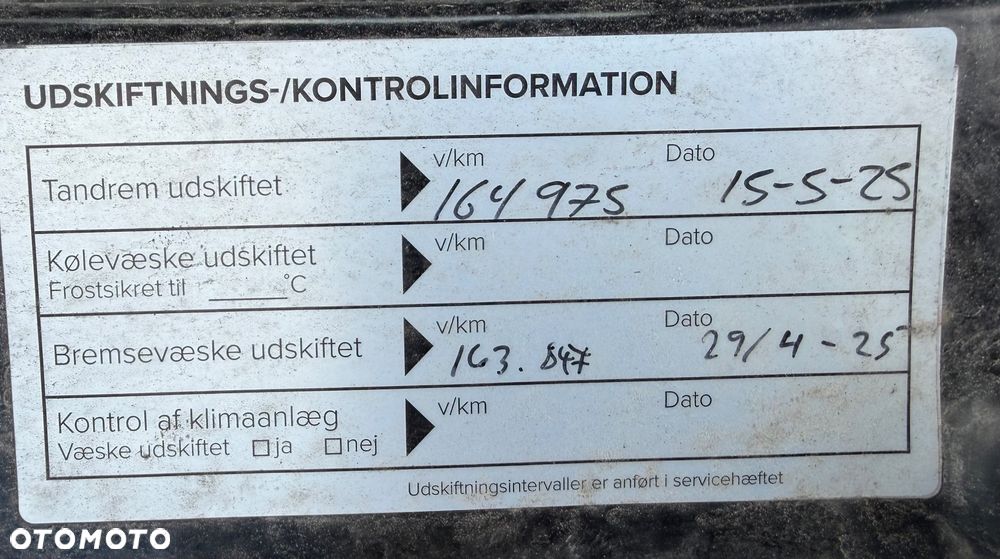 UDSKIFTNINGS-/KONTROLINFORMATION
Tandrem udskiftet v/km 164 975 Dato 15-5-25
Kølevæske udskiftet v/km Dato
Frostsikret til ______°C
Bremsevæske udskiftet v/km 163.847 Dato 29/4-25
Kontrol af klimaanlæg v/km Dato
Væske udskiftet ☐ ja ☐ nej
Udskiftningsintervaller er anført i servicehæftet
OTOMOTO